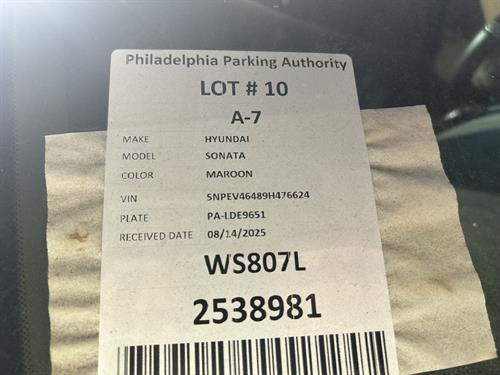 Philadelphia Parking Authority
LOT # 10
A-7
MAKE HYUNDAI
MODEL SONATA
COLOR MAROON
VIN 5NPEV46489H476624
PLATE PA-LDE9651
RECEIVED DATE 08/14/2025
WS807L
2538981